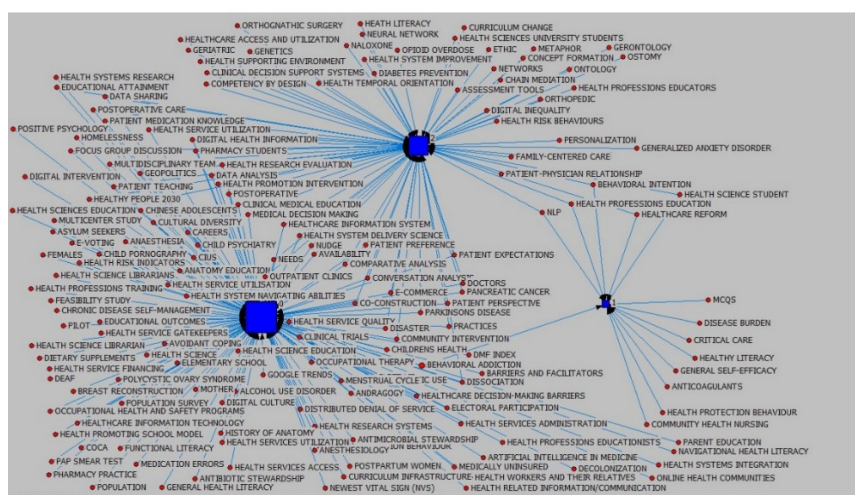 ORTHOGNATHIC SURGERY
HEATH LITERACY
CURRICULUM CHANGE
NEURAL NETWORK
HEALTH SCIENCES UNIVERSITY STUDENTS
HEALTHCARE ACCESS AND UTILIZATION
NALOXONE
OPIOID OVERDOSE
ETHIC
METAPHOR
GERONTOLOGY
GERIATRIC
GENETICS
HEALTH SYSTEM IMPROVEMENT
CONCEPT FORMATION
OSTOMY
HEALTH SUPPORTING ENVIRONMENT
NETWORKS
ONTOLOGY
CLINICAL DECISION SUPPORT SYSTEMS
DIABETES PREVENTION
CHAIN MEDIATION
HEALTH SYSTEMS RESEARCH
COMPETENCY BY DESIGN
HEALTH TEMPORAL ORIENTATION
ASSESSMENT TOOLS
HEALTH PROFESSIONS EDUCATORS
EDUCATIONAL ATTAINMENT
DATA SHARING
ORTHOPEDIC
POSTOPERATIVE CARE
DIGITAL INEQUALITY
PATIENT MEDICATION KNOWLEDGE
HEALTH RISK BEHAVIOURS
POSITIVE PSYCHOLOGY
HEALTH SERVICE UTILIZATION
HOMELESSNESS
DIGITAL HEALTH INFORMATION
PERSONALIZATION
FOCUS GROUP DISCUSSION
PHARMACY STUDENTS
2
GENERALIZED ANXIETY DISORDER
FAMILY-CENTERED CARE
MULTIDISCIPLINARY TEAM
HEALTH RESEARCH EVALUATION
DIGITAL INTERVENTION
GEOPOLITICS
DATA ANALYSIS
PATIENT-PHYSICIAN RELATIONSHIP
PATIENT TEACHING
HEALTH PROMOTION INTERVENTION
BEHAVIORAL INTENTION
HEALTHY PEOPLE 2030
POSTOPERATIVE
HEALTH SCIENCE STUDENT
CLINICAL MEDICAL EDUCATION
HEALTH PROFESSIONS EDUCATION
HEALTH SCIENCES EDUCATION
CHINESE ADOLESCENTS
MEDICAL DECISION MAKING
NLP
HEALTHCARE REFORM
MULTICENTER STUDY
CULTURAL DIVERSITY
HEALTHCARE INFORMATION SYSTEM
ASYLUM SEEKERS
CAREERS
HEALTH SYSTEM DELIVERY SCIENCE
E-VOTING
ANAESTHESIA
CHILD PSYCHIATRY
NUDGE
PATIENT PREFERENCE
FEMALES
CHILD PORNOGRAPHY
CIUS
NEEDS
AVAILABILITY
PATIENT EXPECTATIONS
HEALTH RISK INDICATORS
COMPARATIVE ANALYSIS
HEALTH SCIENCE LIBRARIANS
ANATOMY EDUCATION
OUTPATIENT CLINICS
CONVERSATION ANALYSIS
DOCTORS
HEALTH PROFESSIONS TRAINING
HEALTH SERVICE UTILISATION
E-COMMERCE
PANCREATIC CANCER
FEASIBILITY STUDY
HEALTH SYSTEM NAVIGATING ABILITIES
CO-CONSTRUCTION
PATIENT PERSPECTIVE
1
MCQS
CHRONIC DISEASE SELF-MANAGEMENT
0
PARKINSONS DISEASE
PILOT
EDUCATIONAL OUTCOMES
HEALTH SERVICE QUALITY
DISASTER
PRACTICES
DISEASE BURDEN
HEALTH SERVICE GATEKEEPERS
CLINICAL TRIALS
COMMUNITY INTERVENTION
CRITICAL CARE
HEALTH SCIENCE LIBRARIAN
AVOIDANT COPING
HEALTH SCIENCE EDUCATION
CHILDRENS HEALTH
DMF INDEX
HEALTHY LITERACY
DIETARY SUPPLEMENTS
HEALTH SCIENCE
ELEMENTARY SCHOOL
OCCUPATIONAL THERAPY
BEHAVIORAL ADDICTION
GENERAL SELF-EFFICACY
HEALTH SERVICE FINANCING
GOOGLE TRENDS
BARRIERS AND FACILITATORS
DEAF
POLYCYSTIC OVARY SYNDROME
MENSTRUAL CYCLE
IC USE
DISSOCIATION
ANTICOAGULANTS
BREAST RECONSTRUCTION
MOTHER
ALCOHOL USE DISORDER
ANDRAGOGY
HEALTHCARE DECISION-MAKING BARRIERS
POPULATION SURVEY
DIGITAL CULTURE
DISTRIBUTED DENIAL OF SERVICE
ELECTORAL PARTICIPATION
HEALTH PROTECTION BEHAVIOUR
OCCUPATIONAL HEALTH AND SAFETY PROGRAMS
HEALTHCARE INFORMATION TECHNOLOGY
HEALTH RESEARCH SYSTEMS
HEALTH SERVICES ADMINISTRATION
COMMUNITY HEALTH NURSING
HEALTH PROMOTING SCHOOL MODEL
HISTORY OF ANATOMY
ANTIMICROBIAL STEWARDSHIP
HEALTH PROFESSIONS EDUCATIONISTS
PARENT EDUCATION
COCA
FUNCTIONAL LITERACY
HEALTH SERVICES UTILIZATION
ANESTHESIOLOGY
BEHAVIOUR
NAVIGATIONAL HEALTH LITERACY
ARTIFICIAL INTELLIGENCE IN MEDICINE
PAP SMEAR TEST
MEDICATION ERRORS
HEALTH SERVICES ACCESS
POSTPARTUM WOMEN
MEDICALLY UNINSURED
DECOLONIZATION
HEALTH SYSTEMS INTEGRATION
PHARMACY PRACTICE
ANTIBIOTIC STEWARDSHIP
CURRICULUM INFRASTRUCTURE
HEALTH WORKERS AND THEIR RELATIVES
ONLINE HEALTH COMMUNITIES
POPULATION
GENERAL HEALTH LITERACY
NEWEST VITAL SIGN (NVS)
HEALTH RELATED INFORMATION/COMMUNICATION